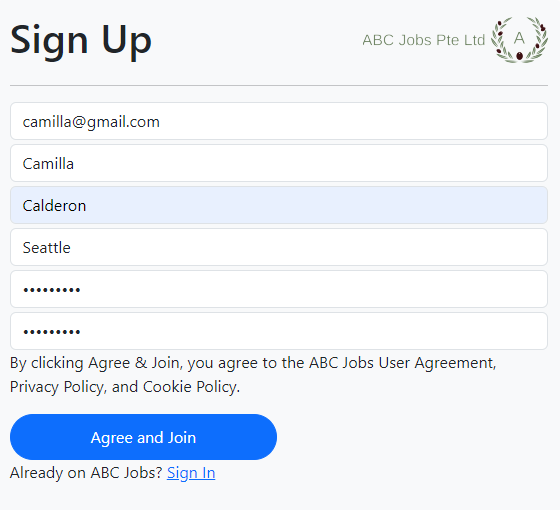 Sign Up
ABC Jobs Pte Ltd
A
camilla@gmail.com
Camilla
Calderon
Seattle
•••••••••
•••••••••
By clicking Agree & Join, you agree to the ABC Jobs User Agreement,
Privacy Policy, and Cookie Policy.
Agree and Join
Already on ABC Jobs? Sign In